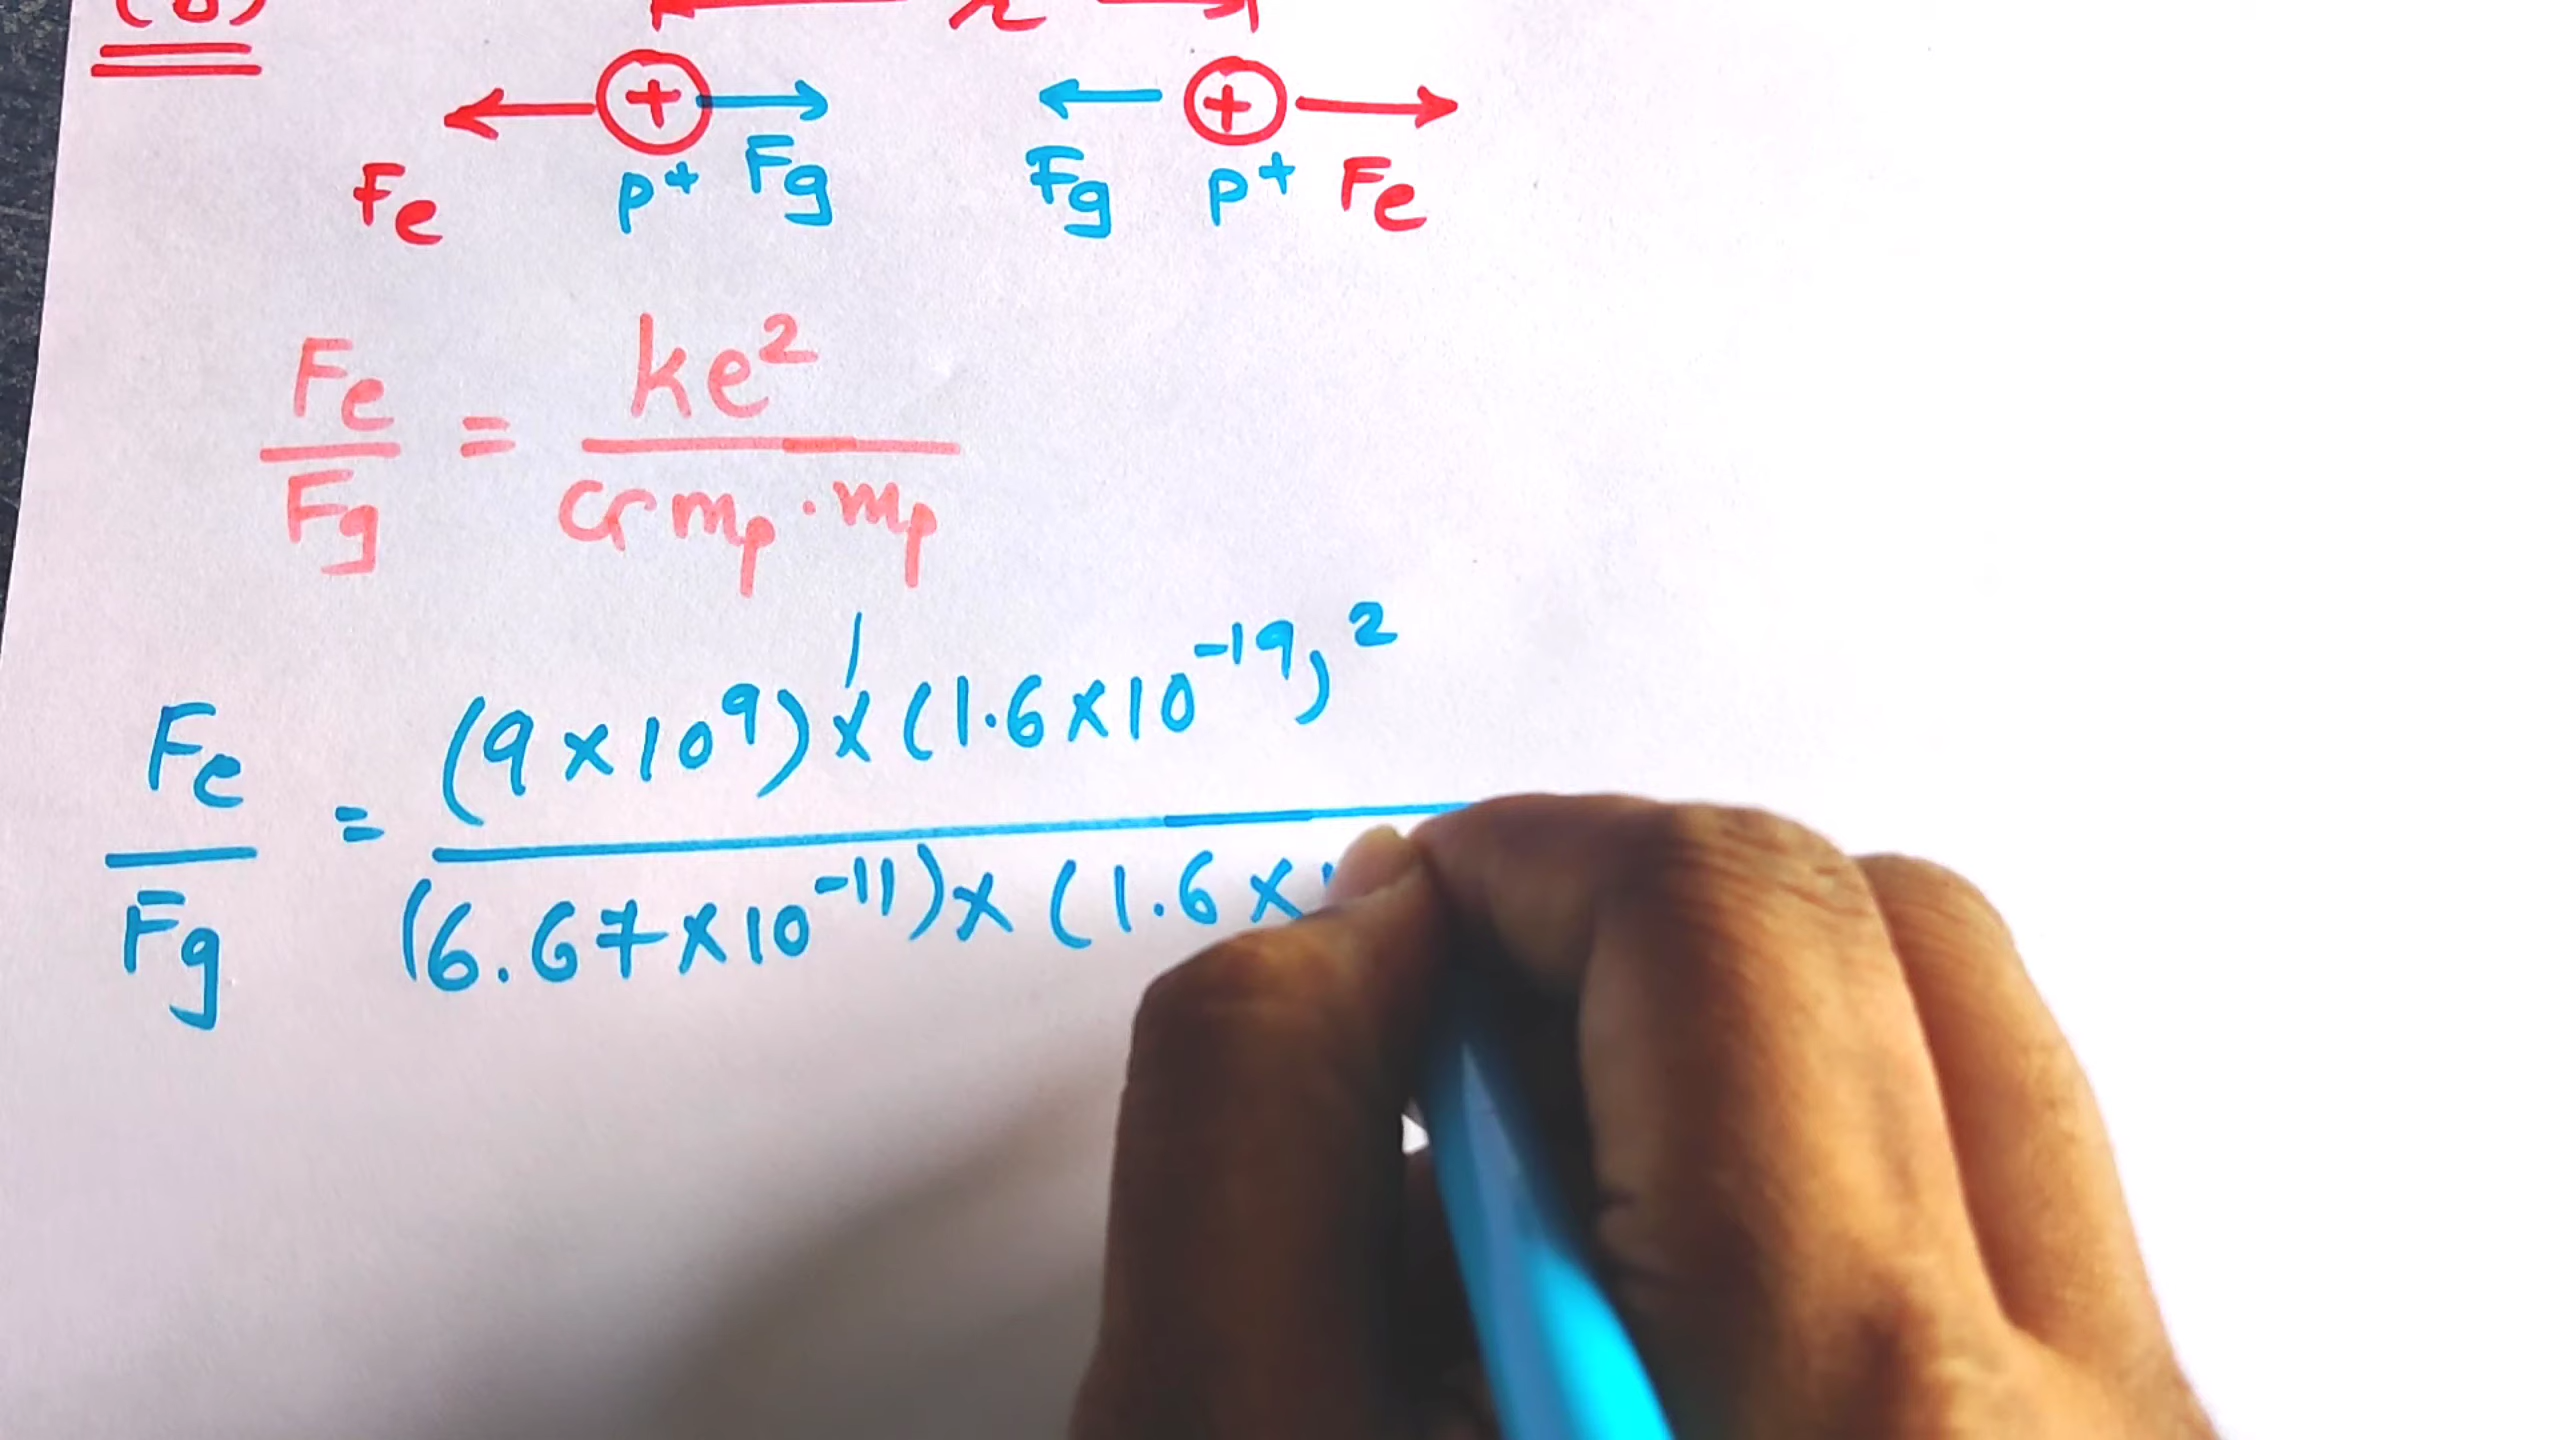 (b) r
+ +
Fe p+ Fg Fg p+ Fe
Fe/Fg = ke²/G mp · mp
Fe/Fg = (9×10⁹) × (1.6×10⁻¹⁹)²/(6.67×10⁻¹¹)× (1.6×